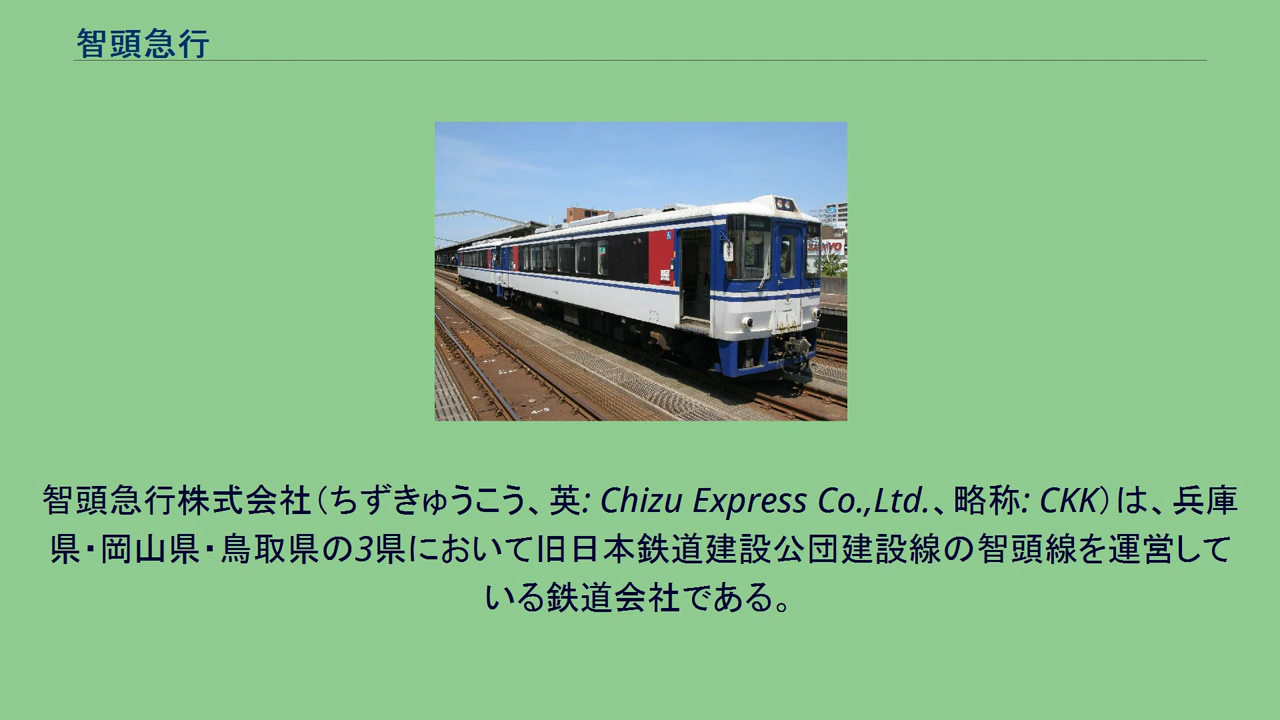 智頭急行
智頭急行株式会社（ちずきゅうこう、英: Chizu Express Co.,Ltd.、略称: CKK）は、兵庫
県・岡山県・鳥取県の3県において旧日本鉄道建設公団建設線の智頭線を運営して
いる鉄道会社である。